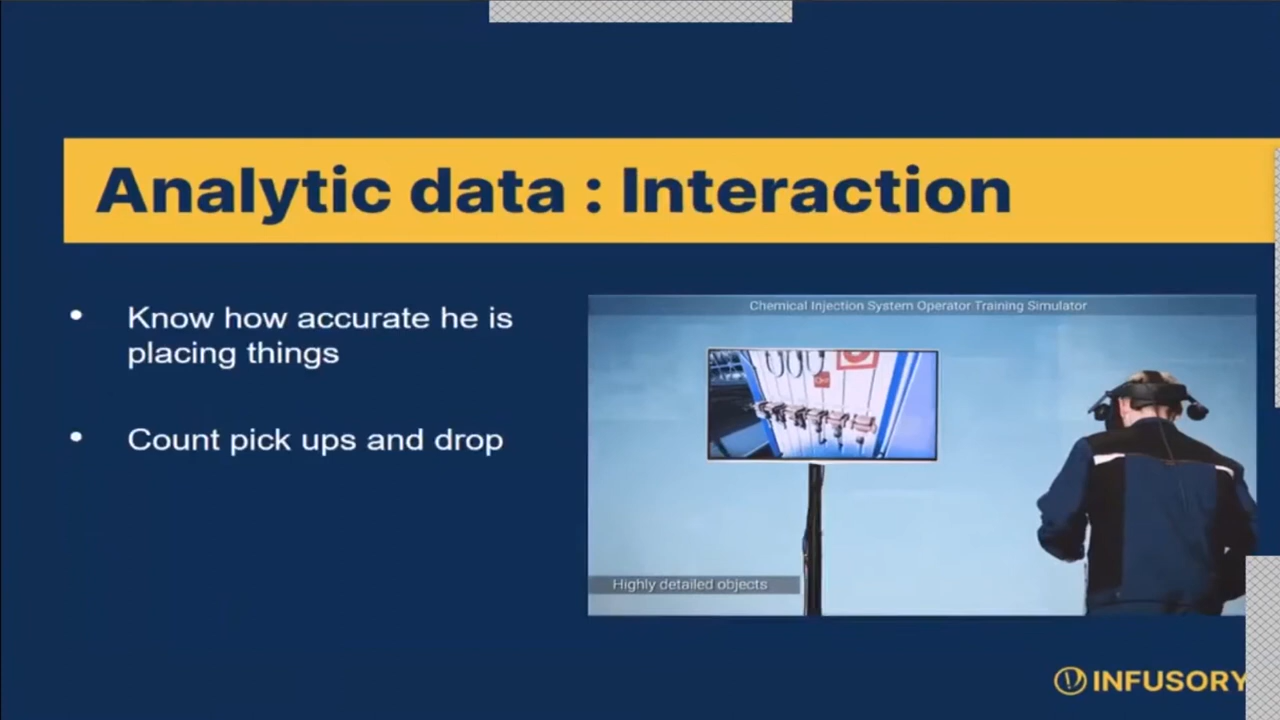 Analytic data : Interaction
• Know how accurate he is
placing things
• Count pick ups and drop
Chemical Injection System Operator Training Simulator
Highly detailed objects
INFUSORY